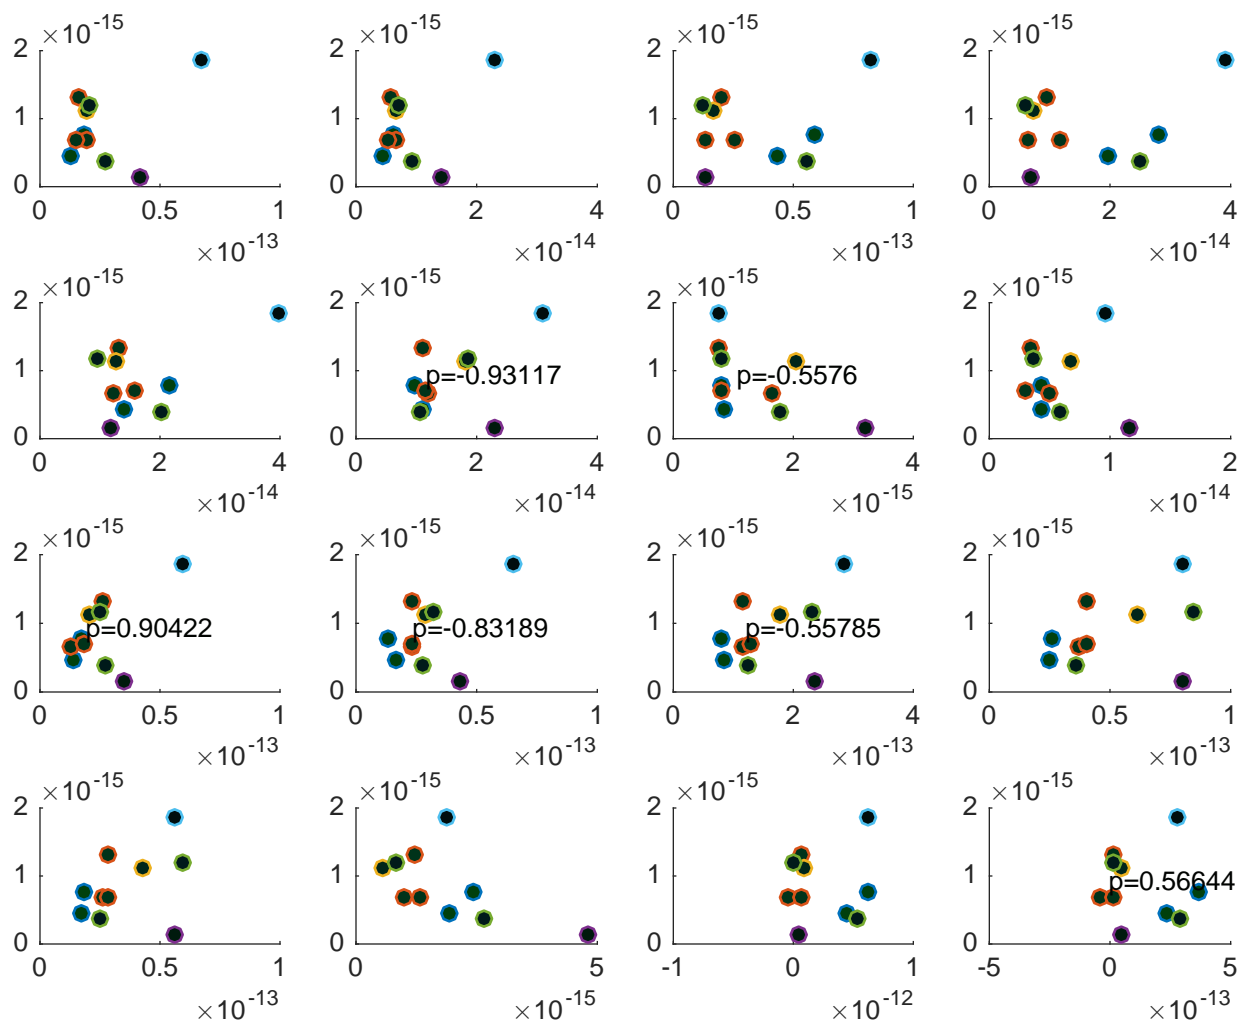 ×10-15 ×10-15 ×10-15 ×10-15
2 2 2 2
1 1 1 1
0 0 0 0
0 0.5 1 0 2 4 0 0.5 1 0 2 4
×10-13 ×10-14 ×10-13 ×10-14
×10-15 ×10-15 ×10-15 ×10-15
2 2 2 2
1 p=-0.93117 1 p=-0.5576 1 1
0 0 0 0
0 2 4 0 2 4 0 2 4 0 1 2
×10-14 ×10-14 ×10-15 ×10-14
×10-15 ×10-15 ×10-15 ×10-15
2 2 2 2
1 p=0.90422 1 p=-0.83189 1 p=-0.55785 1
0 0 0 0
0 0.5 1 0 0.5 1 0 2 4 0 0.5 1
×10-13 ×10-13 ×10-13 ×10-13
×10-15 ×10-15 ×10-15 ×10-15
2 2 2 2
1 1 1 1 p=0.56644
0 0 0 0
0 0.5 1 0 5 -1 0 1 -5 0 5
×10-13 ×10-15 ×10-12 ×10-13